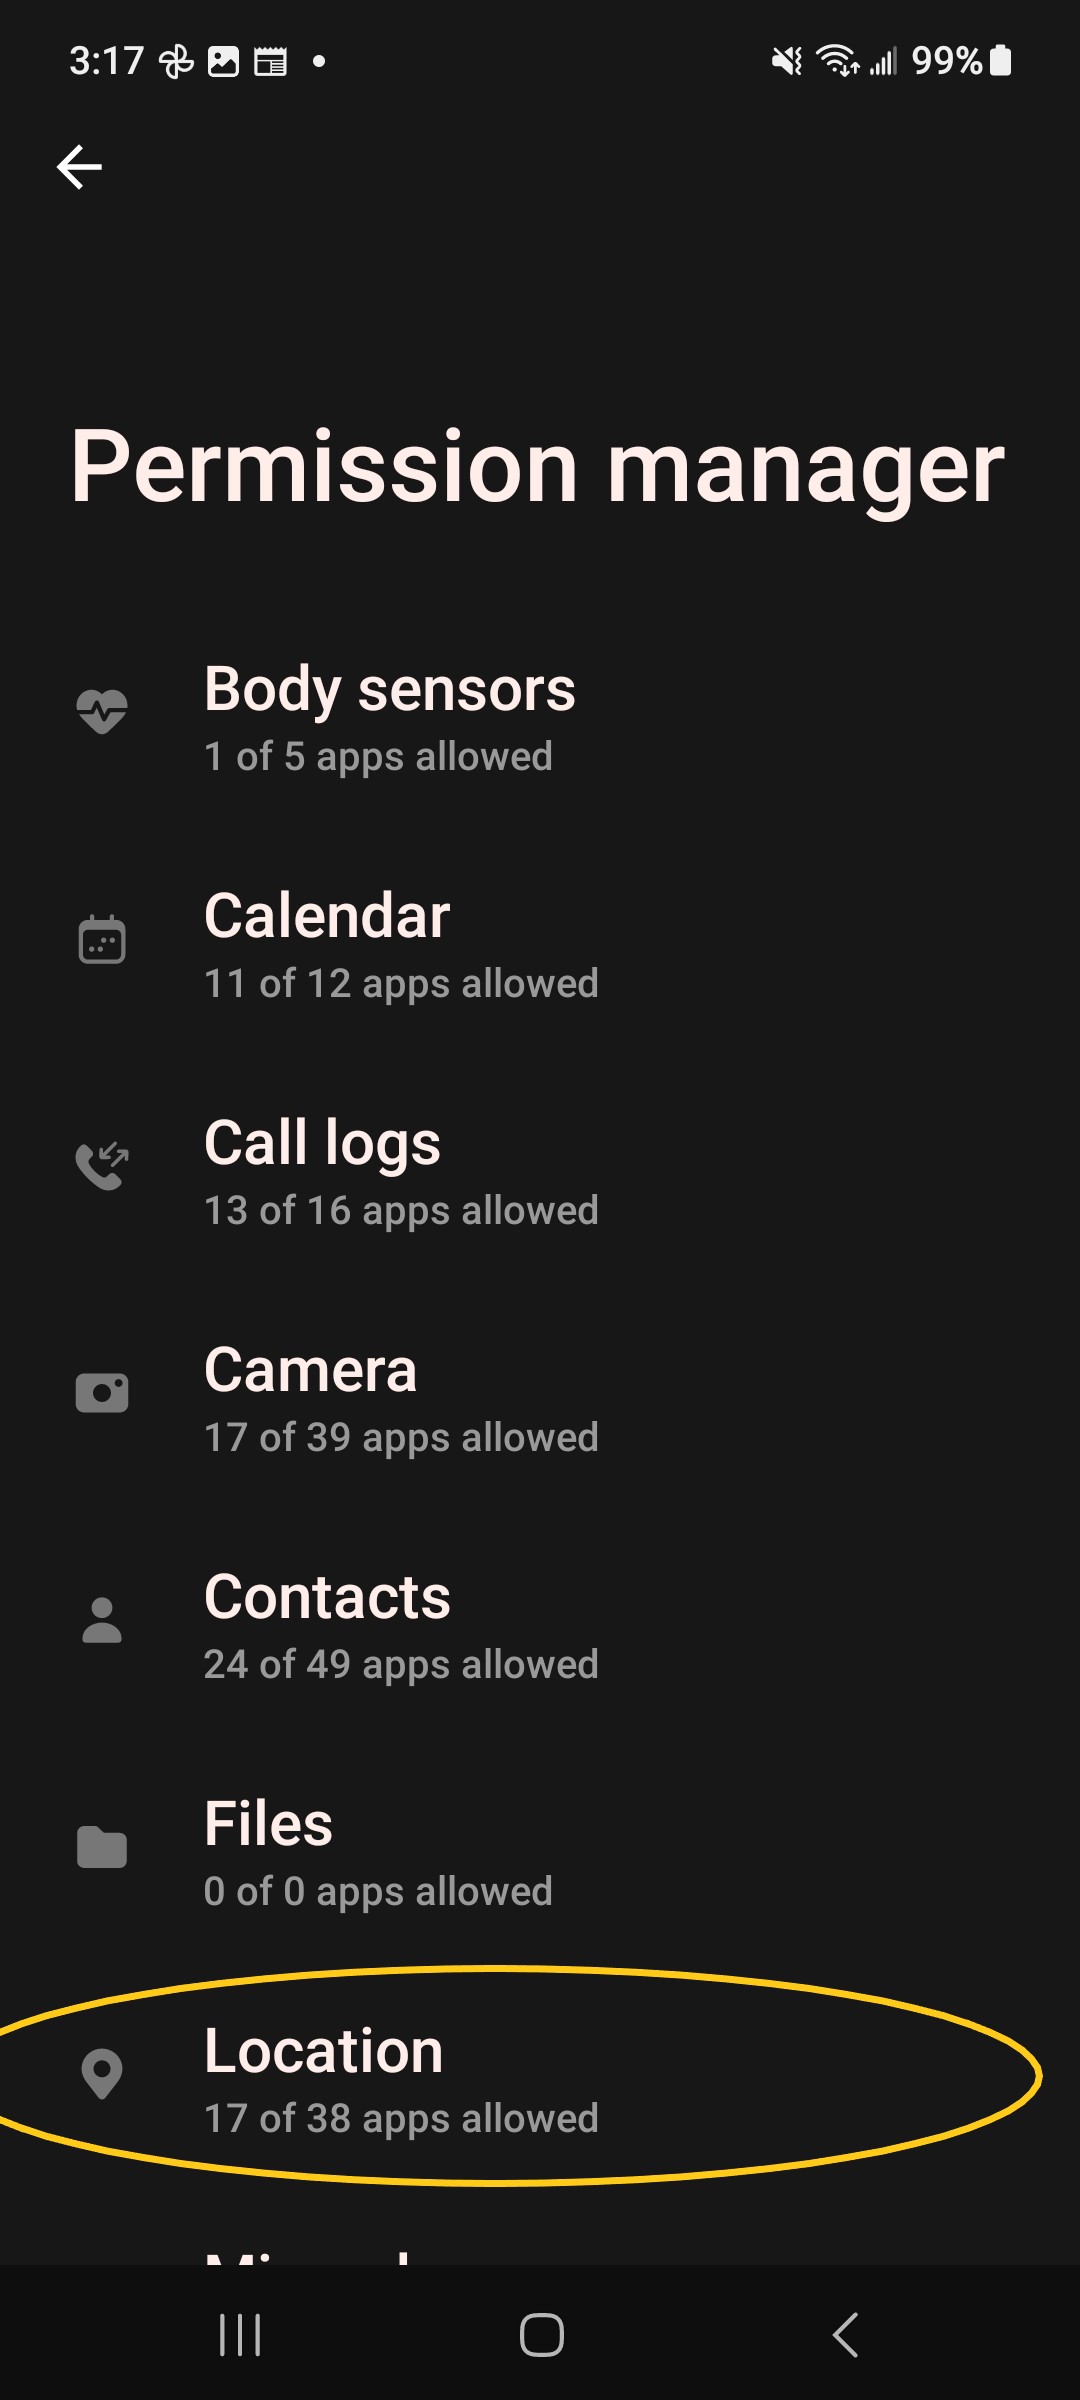 3:17 99%
Permission manager
Body sensors
1 of 5 apps allowed
Calendar
11 of 12 apps allowed
Call logs
13 of 16 apps allowed
Camera
17 of 39 apps allowed
Contacts
24 of 49 apps allowed
Files
0 of 0 apps allowed
Location
17 of 38 apps allowed